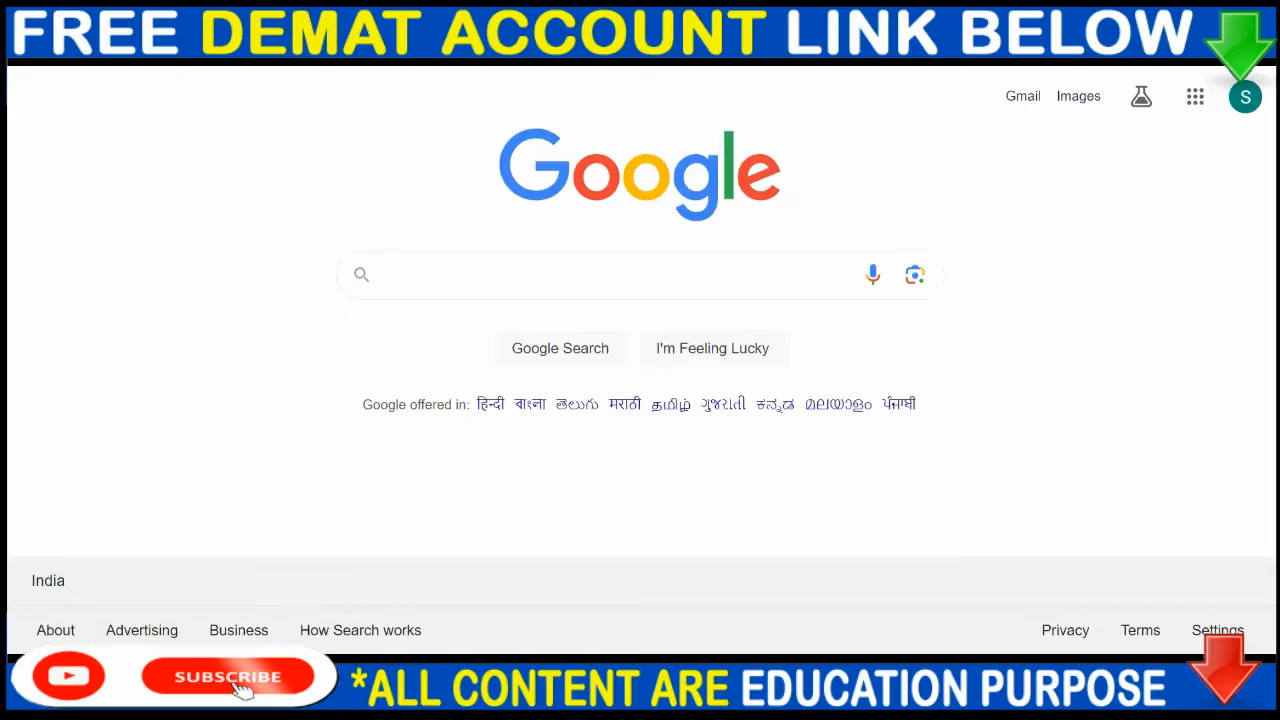 FREE DEMAT ACCOUNT LINK BELOW
Gmail Images S
Google
Google Search I'm Feeling Lucky
Google offered in: हिन्दी বাংলা తెలుగు मराठी தமிழ் ગુજરાતી ಕನ್ನಡ മലയാളം ਪੰਜਾਬੀ
India
About Advertising Business How Search works Privacy Terms Settings
SUBSCRIBE
*ALL CONTENT ARE EDUCATION PURPOSE